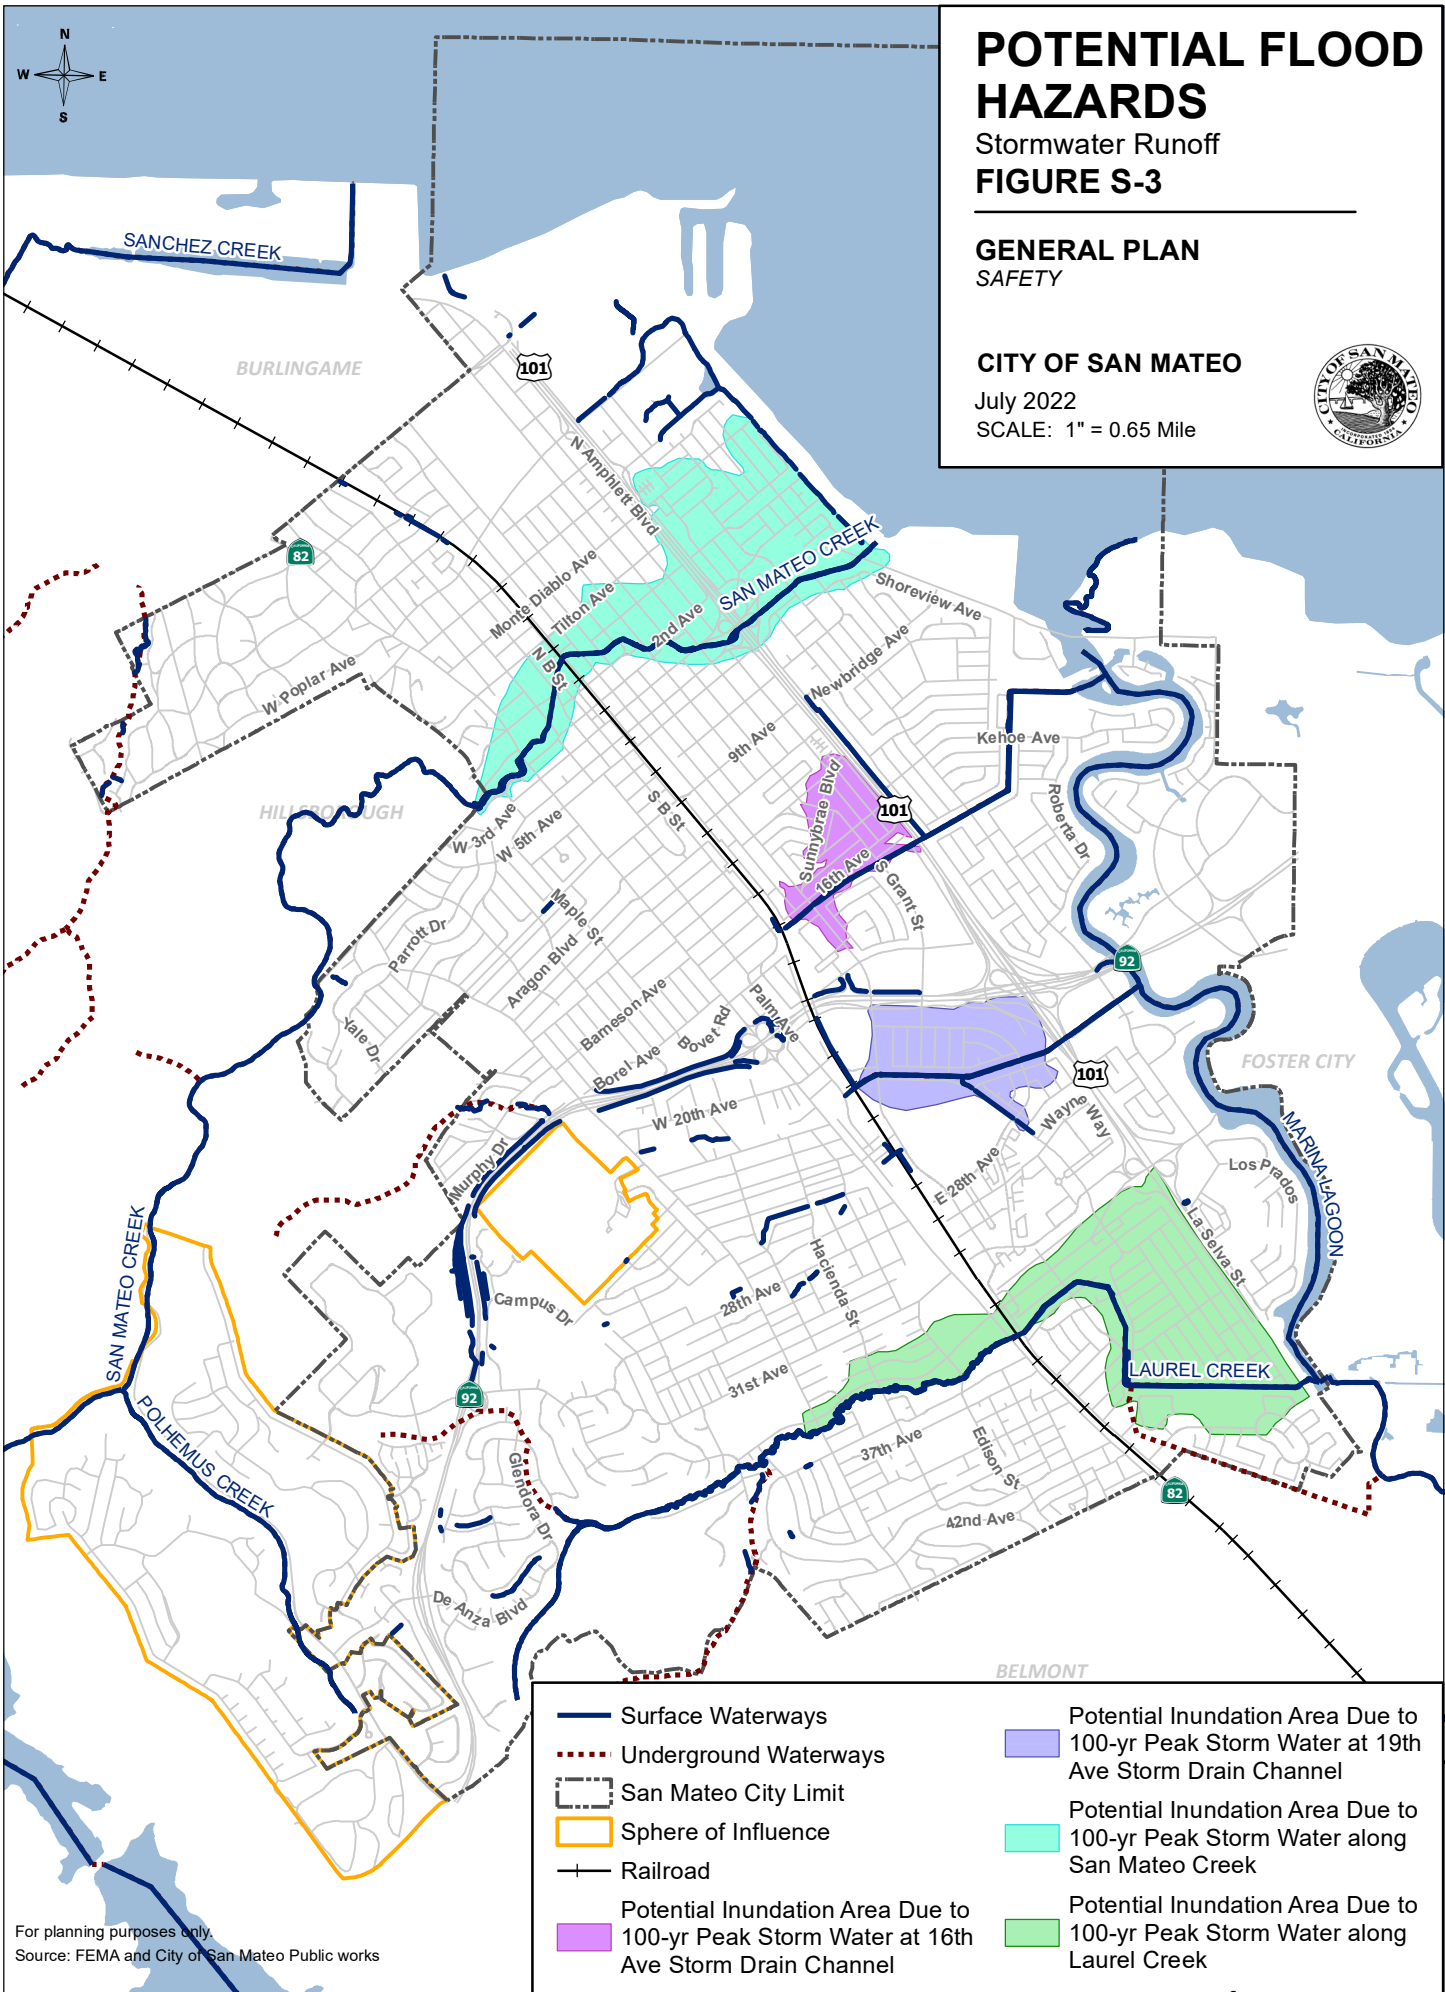 N
W E
S
POTENTIAL FLOOD
HAZARDS
Stormwater Runoff
FIGURE S-3
GENERAL PLAN
SAFETY
CITY OF SAN MATEO
July 2022
SCALE: 1" = 0.65 Mile
CITY OF SAN MATEO
INCORPORATED 1894
CALIFORNIA
SANCHEZ CREEK
BURLINGAME
101
N Amphlett Blvd
82
SAN MATEO CREEK
Monte Diablo Ave
Tilton Ave
2nd Ave
Shoreview Ave
N B St
W Poplar Ave
Newbridge Ave
9th Ave
Kehoe Ave
HILLSBOROUGH
S B St
Sunnybrae Blvd
101
Roberta Dr
W 3rd Ave
W 5th Ave
16th Ave
S Grant St
Maple St
Parrott Dr
Aragon Blvd
92
Barneson Ave
Palm Ave
Yale Dr
Bovet Rd
Borel Ave
FOSTER CITY
101
W 20th Ave
Wayne Way
Murphy Dr
E 28th Ave
Los Prados
MARINA LAGOON
La Selva St
SAN MATEO CREEK
Hacienda St
Campus Dr
28th Ave
31st Ave
LAUREL CREEK
92
POLHEMUS CREEK
37th Ave
Edison St
Glendora Dr
82
42nd Ave
De Anza Blvd
BELMONT
Surface Waterways
Underground Waterways
San Mateo City Limit
Sphere of Influence
Railroad
Potential Inundation Area Due to
100-yr Peak Storm Water at 16th
Ave Storm Drain Channel
Potential Inundation Area Due to
100-yr Peak Storm Water at 19th
Ave Storm Drain Channel
Potential Inundation Area Due to
100-yr Peak Storm Water along
San Mateo Creek
Potential Inundation Area Due to
100-yr Peak Storm Water along
Laurel Creek
For planning purposes only.
Source: FEMA and City of San Mateo Public works